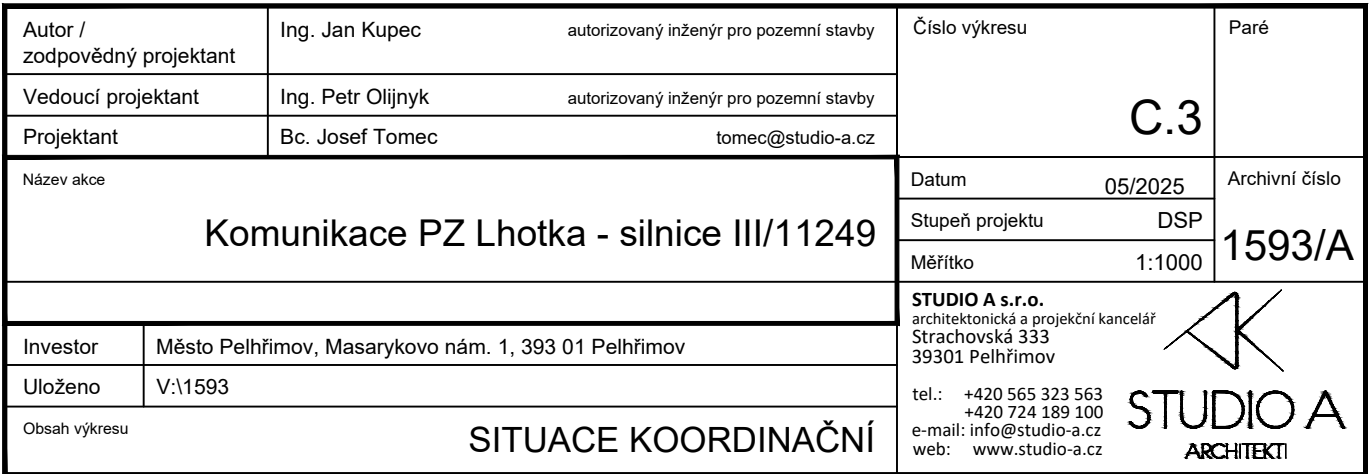 Autor /
zodpovědný projektant
Ing. Jan Kupec autorizovaný inženýr pro pozemní stavby
Vedoucí projektant Ing. Petr Olijnyk autorizovaný inženýr pro pozemní stavby
Projektant Bc. Josef Tomec tomec@studio-a.cz
Číslo výkresu
C.3
Paré
Název akce
Komunikace PZ Lhotka - silnice III/11249
Datum 05/2025
Stupeň projektu DSP
Měřítko 1:1000
Archivní číslo
1593/A
Investor Město Pelhřimov, Masarykovo nám. 1, 393 01 Pelhřimov
Uloženo V:\1593
Obsah výkresu
SITUACE KOORDINAČNÍ
STUDIO A s.r.o.
architektonická a projekční kancelář
Strachovská 333
39301 Pelhřimov
tel.: +420 565 323 563
+420 724 189 100
e-mail: info@studio-a.cz
web: www.studio-a.cz
STUDIO A
ARCHITEKTI